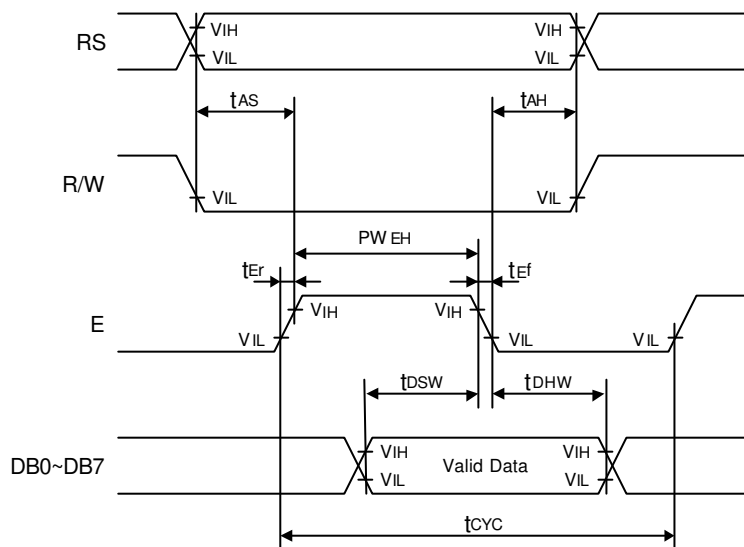 RS
VIH
VIH
VIL
VIL
tAS
tAH
R/W
VIL
VIL
PW EH
tEr
tEf
E
VIH
VIH
VIL
VIL
VIL
tDSW
tDHW
DB0~DB7
VIH
Valid Data
VIH
VIL
VIL
tCYC